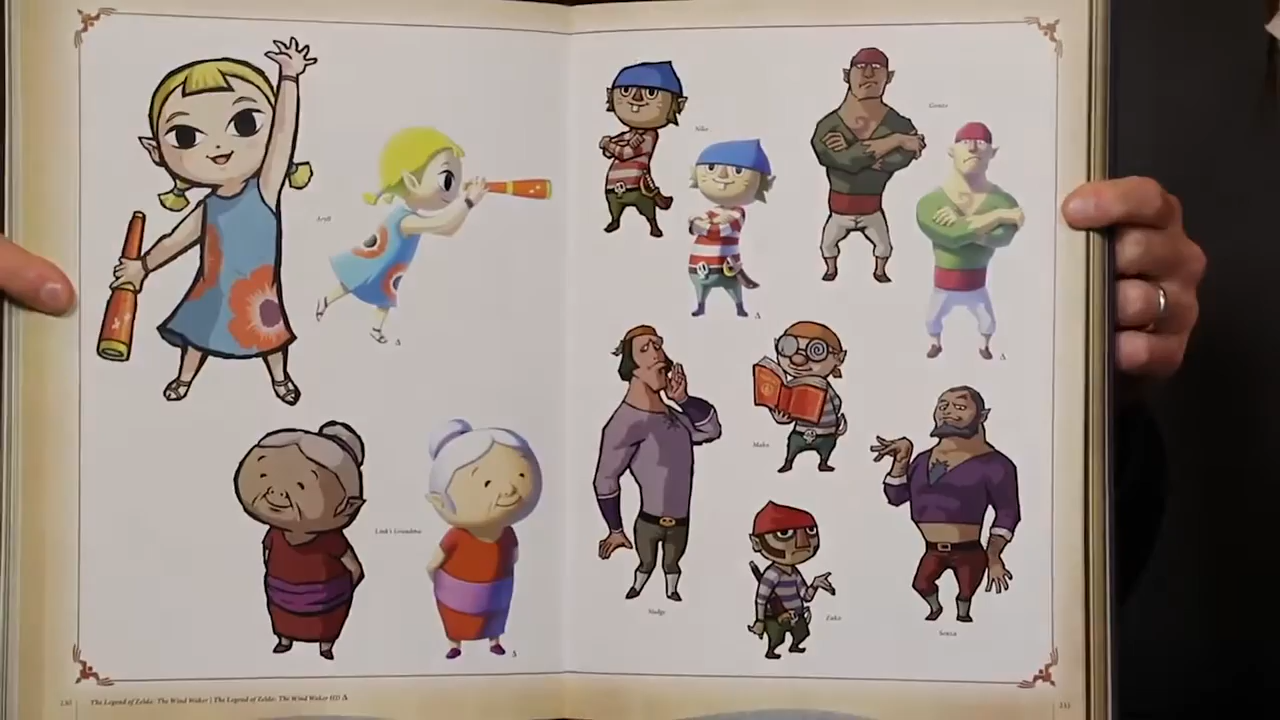 Aryll
Link's Grandma
130
The Legend of Zelda: The Wind Waker | The Legend of Zelda: The Wind Waker HD Δ
Niko
Gonzo
Mako
Nudge
Zuko
Senza